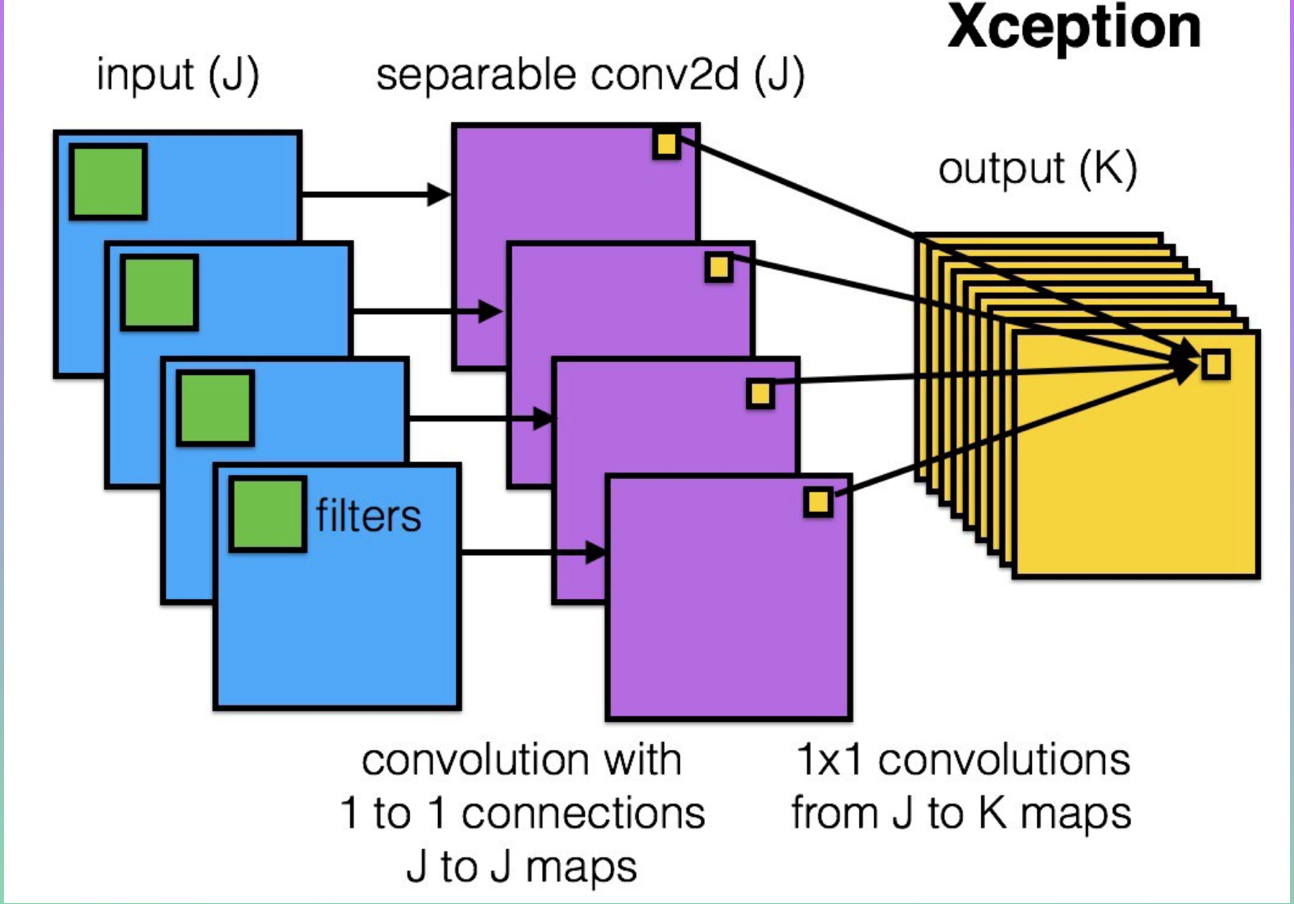 Xception
input (J)
separable conv2d (J)
output (K)
filters
convolution with
1 to 1 connections
J to J maps
1x1 convolutions
from J to K maps